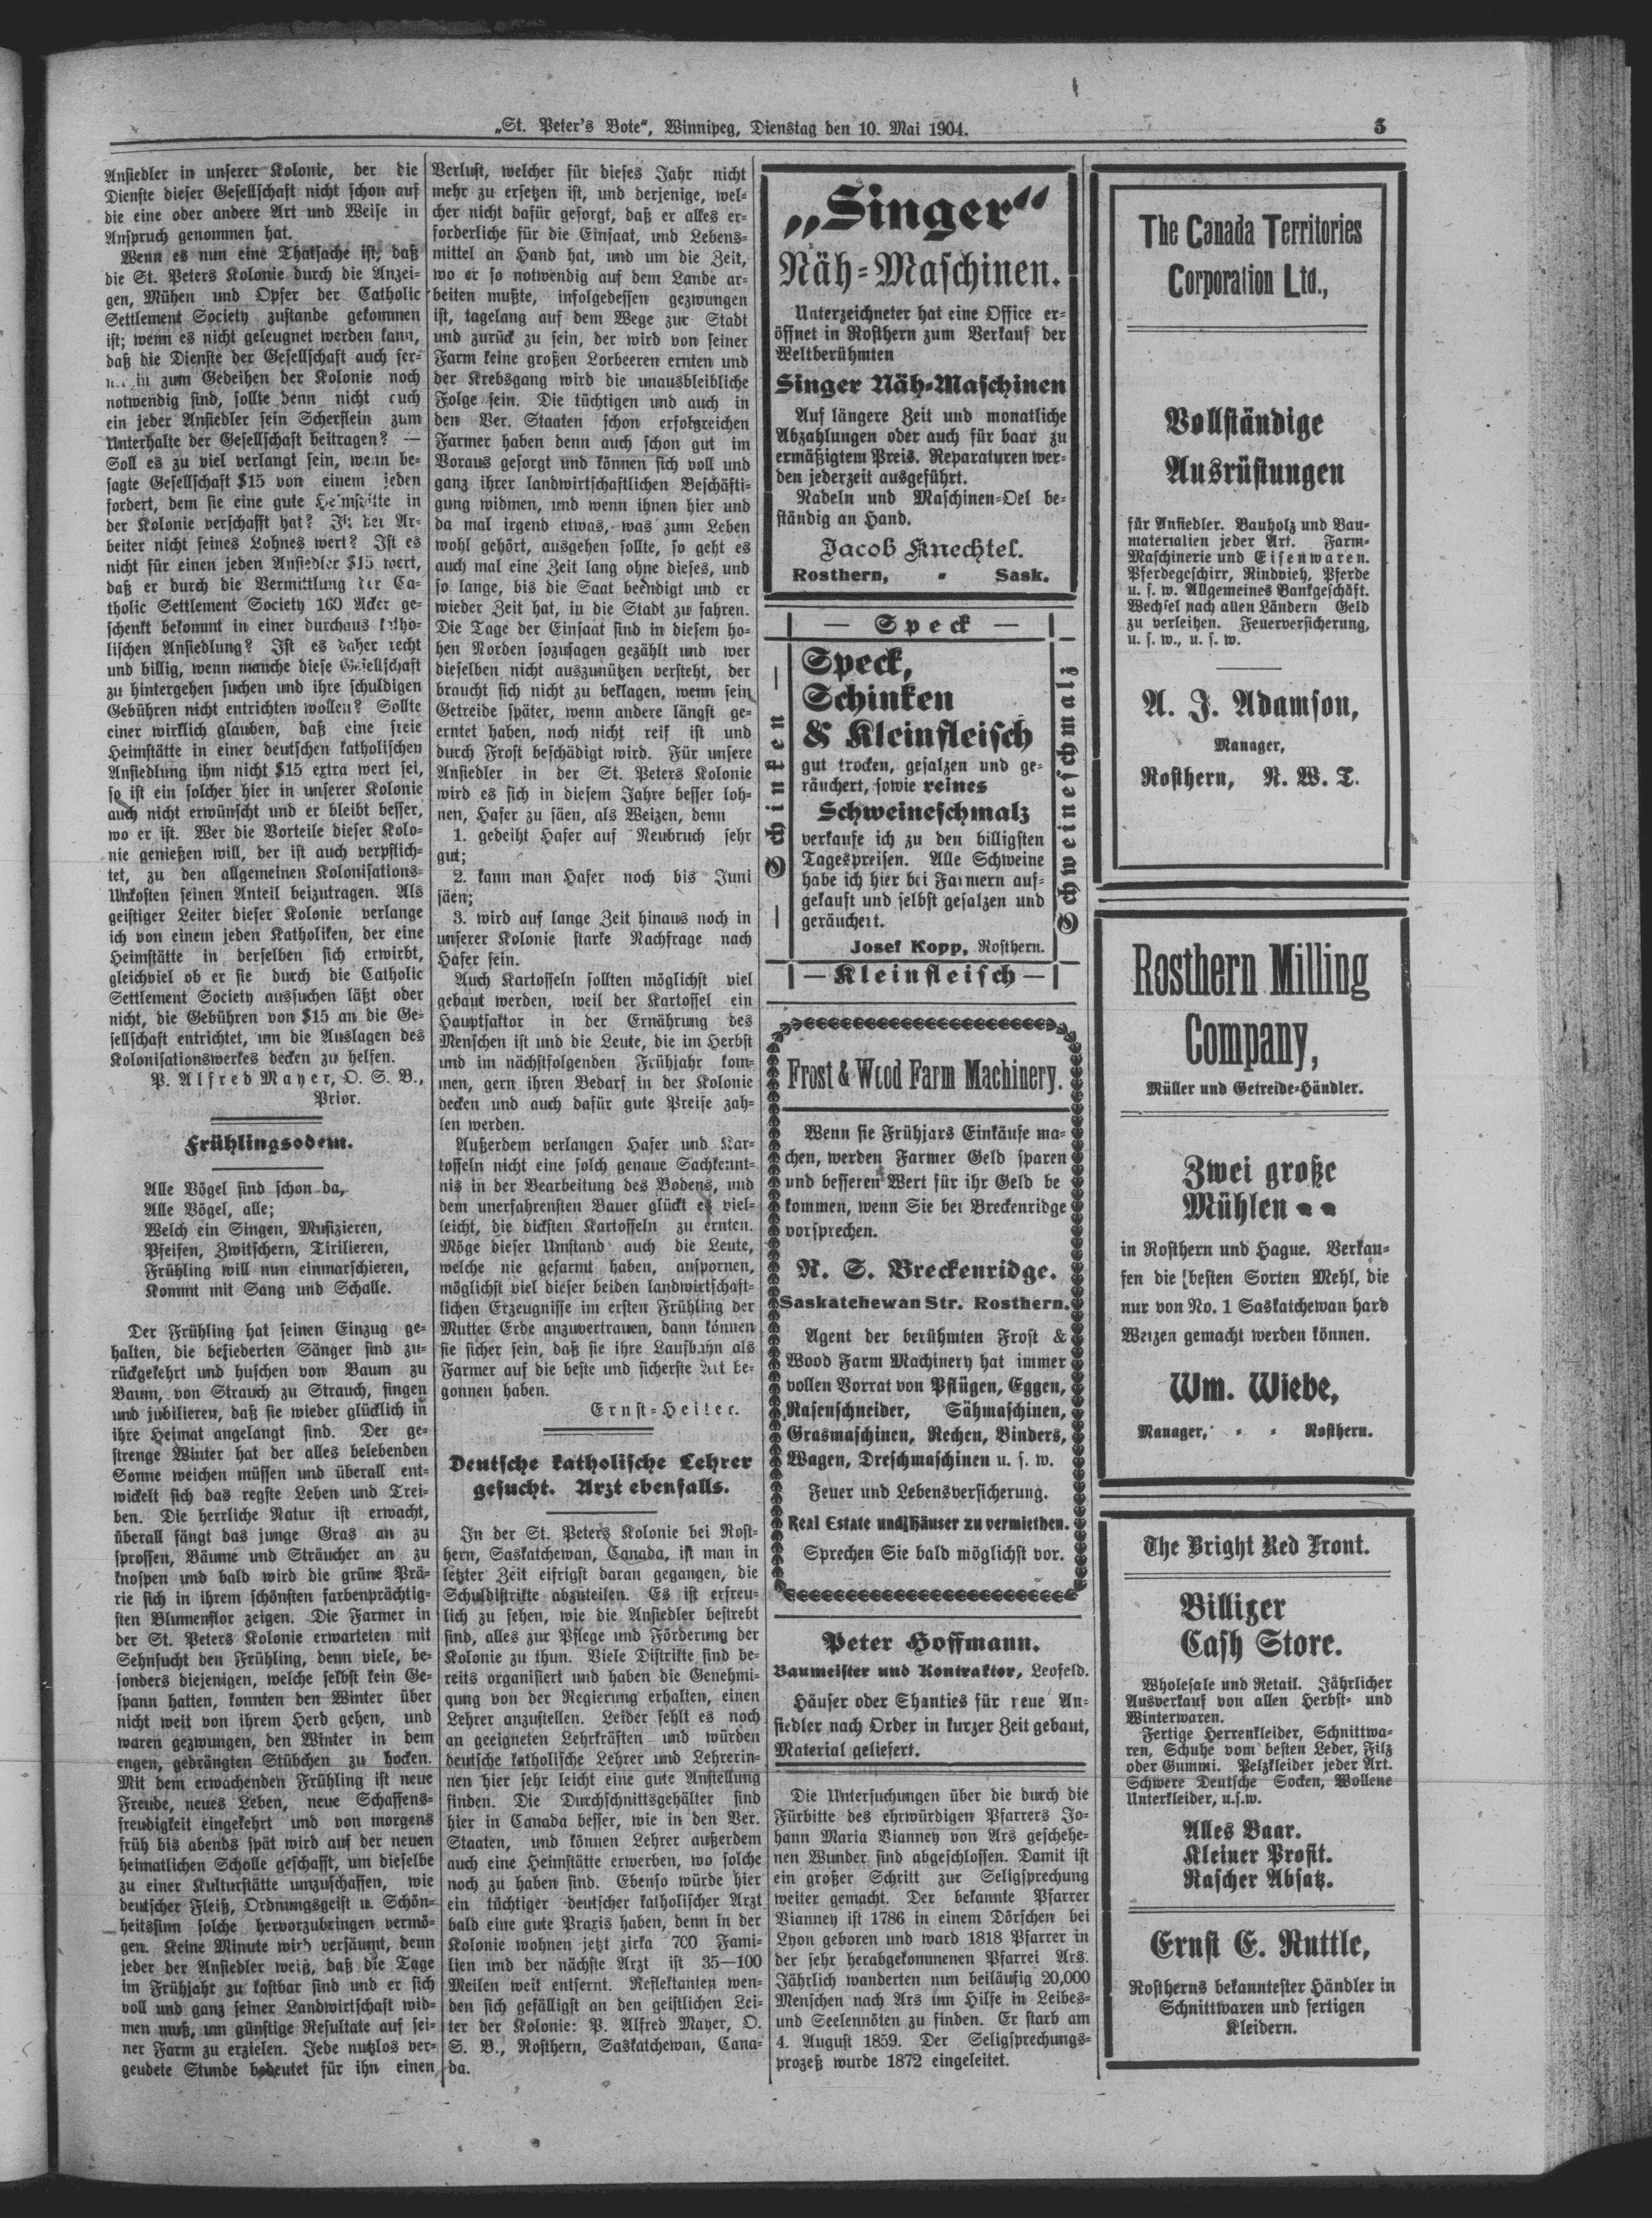 „St. Peter's Bote", Winnipeg, Dienstag den 10. Mai 1904.
5
Ansiedler in unserer Kolonie, der die
Dienste dieser Gesellschaft nicht schon auf
die eine oder andere Art und Weise in
Anspruch genommen hat.
Wenn es nun eine Thatsache ist, daß
die St. Peters Kolonie durch die Anzei-
gen, Mühen und Opfer der Catholic
Settlement Society zustande gekommen
ist; wenn es nicht geleugnet werden kann,
daß die Dienste der Gesellschaft auch fer-
zum Gedeihen der Kolonie noch
notwendig sind, sollte denn nicht auch
ein jeder Ansiedler sein Scherflein zum
Unterhalte der Gesellschaft beitragen? —
Soll es zu viel verlangt sein, wenn be-
sagte Gesellschaft $15 von einem jeden
fordert, dem sie eine gute Heimstätte in
der Kolonie verschafft hat? Ist der Ar-
beiter nicht seines Lohnes wert? Ist es
nicht für einen jeden Ansiedler $15 wert,
daß er durch die Vermittlung der Ca-
tholic Settlement Society 160 Acker ge-
schenkt bekommt in einer durchaus katho-
lischen Ansiedlung? Ist es daher recht
und billig, wenn manche diese Gesellschaft
zu hintergehen suchen und ihre schuldigen
Gebühren nicht entrichten wollen? Sollte
einer wirklich glauben, daß eine freie
Heimstätte in einer deutschen katholischen
Ansiedlung ihm nicht $15 extra wert sei,
so ist ein solcher hier in unserer Kolonie
auch nicht erwünscht und er bleibt besser,
wo er ist. Wer die Vorteile dieser Kolo-
nie genießen will, der ist auch verpflich-
tet, zu den allgemeinen Kolonisations-
Unkosten seinen Anteil beizutragen. Als
geistiger Leiter dieser Kolonie verlange
ich von einem jeden Katholiken, der eine
Heimstätte in derselben sich erwirbt,
gleichviel ob er sie durch die Catholic
Settlement Society aussuchen läßt oder
nicht, die Gebühren von $15 an die Ge-
sellschaft entrichtet, um die Auslagen des
Kolonisationswerkes decken zu helfen.
P. Alfred Mayer, O. S. B.,
Prior.
Frühlingsodem.
Alle Vögel sind schon da,
Alle Vögel, alle;
Welch ein Singen, Musizieren,
Pfeifen, Zwitschern, Tirilieren,
Frühling will nun einmarschieren,
Kommt mit Sang und Schalle.
Der Frühling hat seinen Einzug ge-
halten, die befiederten Sänger sind zu-
rückgekehrt und huschen von Baum zu
Baum, von Strauch zu Strauch, singen
und jubilieren, daß sie wieder glücklich in
ihre Heimat angelangt sind. Der ge-
strenge Winter hat der alles belebenden
Sonne weichen müssen und überall ent-
wickelt sich das regste Leben und Trei-
ben. Die herrliche Natur ist erwacht,
überall fängt das junge Gras an zu
sprossen, Bäume und Sträucher an zu
knospen und bald wird die grüne Prä-
rie sich in ihrem schönsten farbenprächtig-
sten Blumenflor zeigen. Die Farmer in
der St. Peters Kolonie erwarteten mit
Sehnsucht den Frühling, denn viele, be-
sonders diejenigen, welche selbst kein Ge-
spann hatten, konnten den Winter über
nicht weit von ihrem Herd gehen, und
waren gezwungen, den Winter in dem
engen, gedrängten Stübchen zu hocken.
Mit dem erwachenden Frühling ist neue
Freude, neues Leben, neue Schaffens-
freudigkeit eingekehrt und von morgens
früh bis abends spät wird auf der neuen
heimatlichen Scholle geschafft, um dieselbe
zu einer Kulturstätte umzuschaffen, wie
deutscher Fleiß, Ordnungsgeist u. Schön-
heitssinn solche hervorzubringen vermö-
gen. Keine Minute wird versäumt, denn
jeder der Ansiedler weiß, daß die Tage
im Frühjahr zu kostbar sind und er sich
voll und ganz seiner Landwirtschaft wid-
men muß, um günstige Resultate auf sei-
ner Farm zu erzielen. Jede nutzlos ver-
geudete Stunde bedeutet für ihn einen
Verlust, welcher für dieses Jahr nicht
mehr zu ersetzen ist, und derjenige, wel-
cher nicht dafür gesorgt, daß er alles er-
forderliche für die Einsaat, und Lebens-
mittel an Hand hat, und um die Zeit,
wo er so notwendig auf dem Lande ar-
beiten mußte, infolgedessen gezwungen
ist, tagelang auf dem Wege zur Stadt
und zurück zu sein, der wird von seiner
Farm keine großen Lorbeeren ernten und
der Krebsgang wird die unausbleibliche
Folge sein. Die tüchtigen und auch in
den Ver. Staaten schon erfolgreichen
Farmer haben denn auch schon gut im
Voraus gesorgt und können sich voll und
ganz ihrer landwirtschaftlichen Beschäfti-
gung widmen, und wenn ihnen hier und
da mal irgend etwas, was zum Leben
wohl gehört, ausgehen sollte, so geht es
auch mal eine Zeit lang ohne dieses, und
so lange, bis die Saat beendigt und er
wieder Zeit hat, in die Stadt zu fahren.
Die Tage der Einsaat sind in diesem ho-
hen Norden sozusagen gezählt und wer
dieselben nicht auszunützen versteht, der
braucht sich nicht zu beklagen, wenn sein
Getreide später, wenn andere längst ge-
erntet haben, noch nicht reif ist und
durch Frost beschädigt wird. Für unsere
Ansiedler in der St. Peters Kolonie
wird es sich in diesem Jahre besser loh-
nen, Hafer zu säen, als Weizen, denn
1. gedeiht Hafer auf Neubruch sehr
gut;
2. kann man Hafer noch bis Juni
säen;
3. wird auf lange Zeit hinaus noch in
unserer Kolonie starke Nachfrage nach
Hafer sein.
Auch Kartoffeln sollten möglichst viel
gebaut werden, weil der Kartoffel ein
Hauptfaktor in der Ernährung des
Menschen ist und die Leute, die im Herbst
und im nächstfolgenden Frühjahr kom-
men, gern ihren Bedarf in der Kolonie
decken und auch dafür gute Preise zah-
len werden.
Außerdem verlangen Hafer und Kar-
toffeln nicht eine solch genaue Sachkennt-
nis in der Bearbeitung des Bodens, und
dem unerfahrensten Bauer glückt es viel-
leicht, die dicksten Kartoffeln zu ernten.
Möge dieser Umstand auch die Leute,
welche nie gefarmt haben, anspornen,
möglichst viel dieser beiden landwirtschaft-
lichen Erzeugnisse im ersten Frühling der
Mutter Erde anzuvertrauen, dann können
sie sicher sein, daß sie ihre Laufbahn als
Farmer auf die beste und sicherste Art be-
gonnen haben.
Ernst-Heiter.
Deutsche katholische Lehrer
gesucht. Arzt ebenfalls.
In der St. Peters Kolonie bei Rost-
hern, Saskatchewan, Canada, ist man in
letzter Zeit eifrigst daran gegangen, die
Schuldistrikte abzuteilen. Es ist erfreu-
lich zu sehen, wie die Ansiedler bestrebt
sind, alles zur Pflege und Förderung der
Kolonie zu thun. Viele Distrikte sind be-
reits organisiert und haben die Genehmi-
gung von der Regierung erhalten, einen
Lehrer anzustellen. Leider fehlt es noch
an geeigneten Lehrkräften und würden
deutsche katholische Lehrer und Lehrerin-
nen hier sehr leicht eine gute Anstellung
finden. Die Durchschnittsgehälter sind
hier in Canada besser, wie in den Ver.
Staaten, und können Lehrer außerdem
auch eine Heimstätte erwerben, wo solche
noch zu haben sind. Ebenso würde hier
ein tüchtiger deutscher katholischer Arzt
bald eine gute Praxis haben, denn in der
Kolonie wohnen jetzt zirka 700 Fami-
lien und der nächste Arzt ist 35—100
Meilen weit entfernt. Reflektanten wen-
den sich gefälligst an den geistlichen Lei-
ter der Kolonie: P. Alfred Mayer, O.
S. B., Rosthern, Saskatchewan, Cana-
da.
„Singer"
Näh-Maschinen.
Unterzeichneter hat eine Office er-
öffnet in Rosthern zum Verkauf der
Weltberühmten
Singer Näh-Maschinen
Auf längere Zeit und monatliche
Abzahlungen oder auch für baar zu
ermäßigtem Preis. Reparaturen wer-
den jederzeit ausgeführt.
Nadeln und Maschinen-Oel be-
ständig an Hand.
Jacob Knechtel.
Rosthern, - Sask.
— Speck —
— Schinken —
Speck,
Schinken
& Kleinfleisch
gut trocken, gesalzen und ge-
räuchert, sowie reines
Schweineschmalz
verkaufe ich zu den billigsten
Tagespreisen. Alle Schweine
habe ich hier bei Farmern auf-
gekauft und selbst gesalzen und
geräuchert.
Josef Kopp, Rosthern.
Schweineschmalz
— Kleinfleisch —
Frost & Wood Farm Machinery.
Wenn sie Frühjars Einkäufe ma-
chen, werden Farmer Geld sparen
und besseren Wert für ihr Geld be
kommen, wenn Sie bei Breckenridge
vorsprechen.
R. S. Breckenridge.
Saskatchewan Str. Rosthern.
Agent der berühmten Frost &
Wood Farm Machinery hat immer
vollen Vorrat von Pflügen, Eggen,
Rasenschneider, Sähmaschinen,
Grasmaschinen, Rechen, Binders,
Wagen, Dreschmaschinen u. s. w.
Feuer und Lebensversicherung.
Real Estate und Häuser zu vermiethen.
Sprechen Sie bald möglichst vor.
Peter Hoffmann.
Baumeister und Kontraktor, Leofeld.
Häuser oder Shanties für neue An-
siedler nach Order in kurzer Zeit gebaut,
Material geliefert.
Die Untersuchungen über die durch die
Fürbitte des ehrwürdigen Pfarrers Jo-
hann Maria Vianney von Ars geschehe-
nen Wunder sind abgeschlossen. Damit ist
ein großer Schritt zur Seligsprechung
weiter gemacht. Der bekannte Pfarrer
Vianney ist 1786 in einem Dörfchen bei
Lyon geboren und ward 1818 Pfarrer in
der sehr herabgekommenen Pfarrei Ars.
Jährlich wanderten nun beiläufig 20,000
Menschen nach Ars um Hilfe in Leibes-
und Seelennöten zu finden. Er starb am
4. August 1859. Der Seligsprechungs-
prozeß wurde 1872 eingeleitet.
The Canada Territories
Corporation Ltd.,
Vollständige
Ausrüstungen
für Ansiedler. Bauholz und Bau-
materialien jeder Art. Farm-
Maschinerie und Eisenwaren.
Pferdegeschirr, Rindvieh, Pferde
u. s. w. Allgemeines Bankgeschäft.
Wechsel nach allen Ländern Geld
zu verleihen. Feuerversicherung,
u. s. w., u. s. w.
A. J. Adamson,
Manager,
Rosthern, N. W. T.
Rosthern Milling
Company,
Müller und Getreide-Händler.
Zwei große
Mühlen
in Rosthern und Hague. Verkau-
fen die besten Sorten Mehl, die
nur von No. 1 Saskatchewan hard
Weizen gemacht werden können.
Wm. Wiebe,
Manager, - - Rosthern.
The Bright Red Front.
Billiger
Cash Store.
Wholesale und Retail. Jährlicher
Ausverkauf von allen Herbst- und
Winterwaren.
Fertige Herrenkleider, Schnittwa-
ren, Schuhe vom besten Leder, Filz
oder Gummi. Pelzkleider jeder Art.
Schwere Deutsche Socken, Wollene
Unterkleider, u.s.w.
Alles Baar.
Kleiner Profit.
Rascher Absatz.
Ernst E. Ruttle,
Rostherns bekanntester Händler in
Schnittwaren und fertigen
Kleidern.